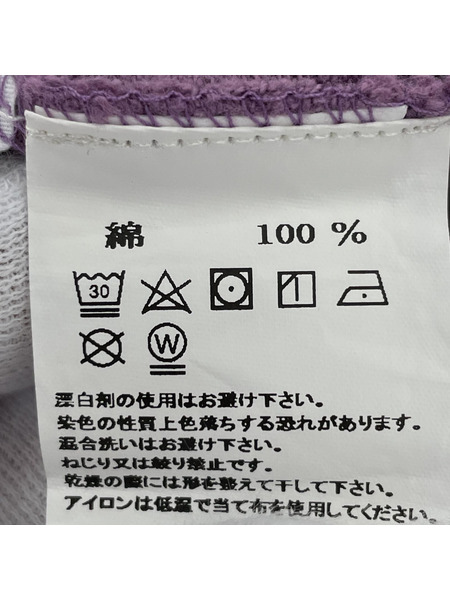 綿 100 %
30
W
漂白剤の使用はお避け下さい。
染色の性質上色落ちする恐れがあります。
混合洗いはお避け下さい。
ねじり又は絞り禁止です。
乾燥の際には形を整えて干して下さい。
アイロンは低温で当て布を使用してください。